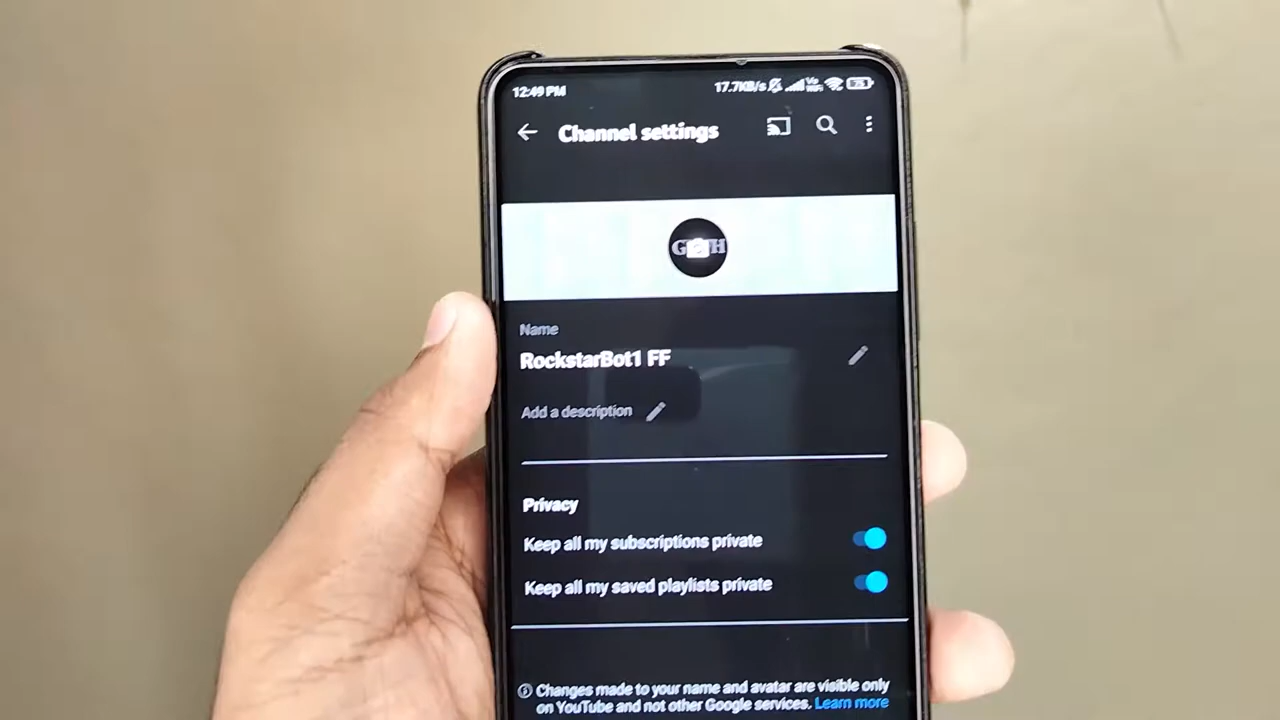 12:49 PM 17.7KB/s
Channel settings
Name
RockstarBot1 FF
Add a description
Privacy
Keep all my subscriptions private
Keep all my saved playlists private
Changes made to your name and avatar are visible only
on YouTube and not other Google services. Learn more